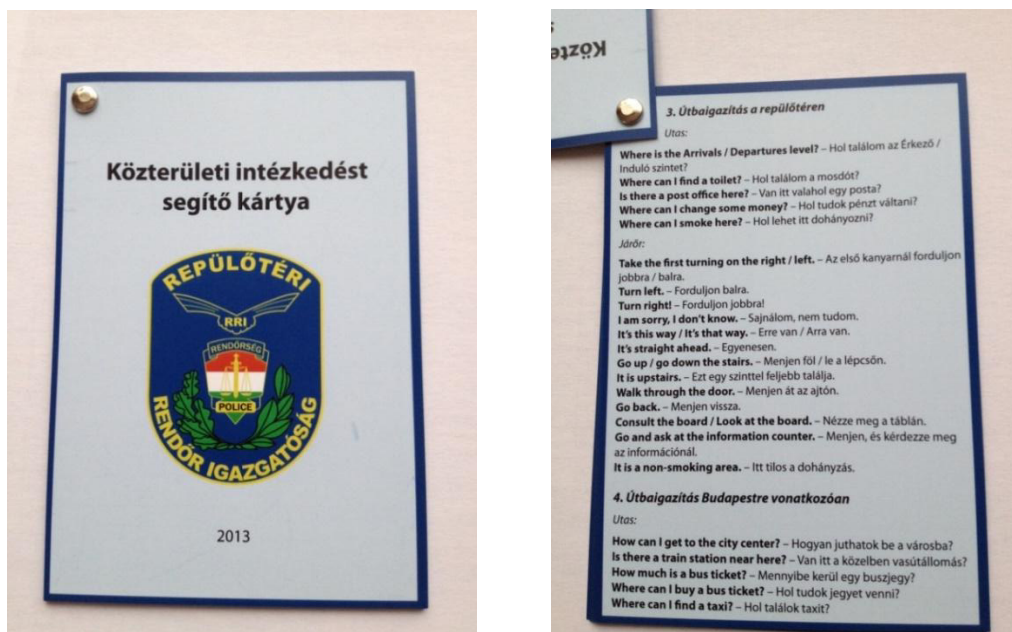 Közterületi intézkedést
segítő kártya
REPÜLŐTÉRI
RRI
RENDŐRSÉG
POLICE
RENDŐR IGAZGATÓSÁG
2013
Közte
3. Útbaigazítás a repülőtéren
Utas:
Where is the Arrivals / Departures level? – Hol találom az Érkező /
Induló szintet?
Where can I find a toilet? – Hol találom a mosdót?
Is there a post office here? – Van itt valahol egy posta?
Where can I change some money? – Hol tudok pénzt váltani?
Where can I smoke here? – Hol lehet itt dohányozni?
Járőr:
Take the first turning on the right / left. – Az első kanyarnál forduljon
jobbra / balra.
Turn left. – Forduljon balra.
Turn right! – Forduljon jobbra!
I am sorry, I don't know. – Sajnálom, nem tudom.
It's this way / It's that way. – Erre van / Arra van.
It's straight ahead. – Egyenesen.
Go up / go down the stairs. – Menjen föl / le a lépcsőn.
It is upstairs. – Ezt egy szinttel feljebb találja.
Walk through the door. – Menjen át az ajtón.
Go back. – Menjen vissza.
Consult the board / Look at the board. – Nézze meg a táblán.
Go and ask at the information counter. – Menjen, és kérdezze meg
az információnál.
It is a non-smoking area. – Itt tilos a dohányzás.
4. Útbaigazítás Budapestre vonatkozóan
Utas:
How can I get to the city center? – Hogyan juthatok be a városba?
Is there a train station near here? – Van itt a közelben vasútállomás?
How much is a bus ticket? – Mennyibe kerül egy buszjegy?
Where can I buy a bus ticket? – Hol tudok jegyet venni?
Where can I find a taxi? – Hol találok taxit?